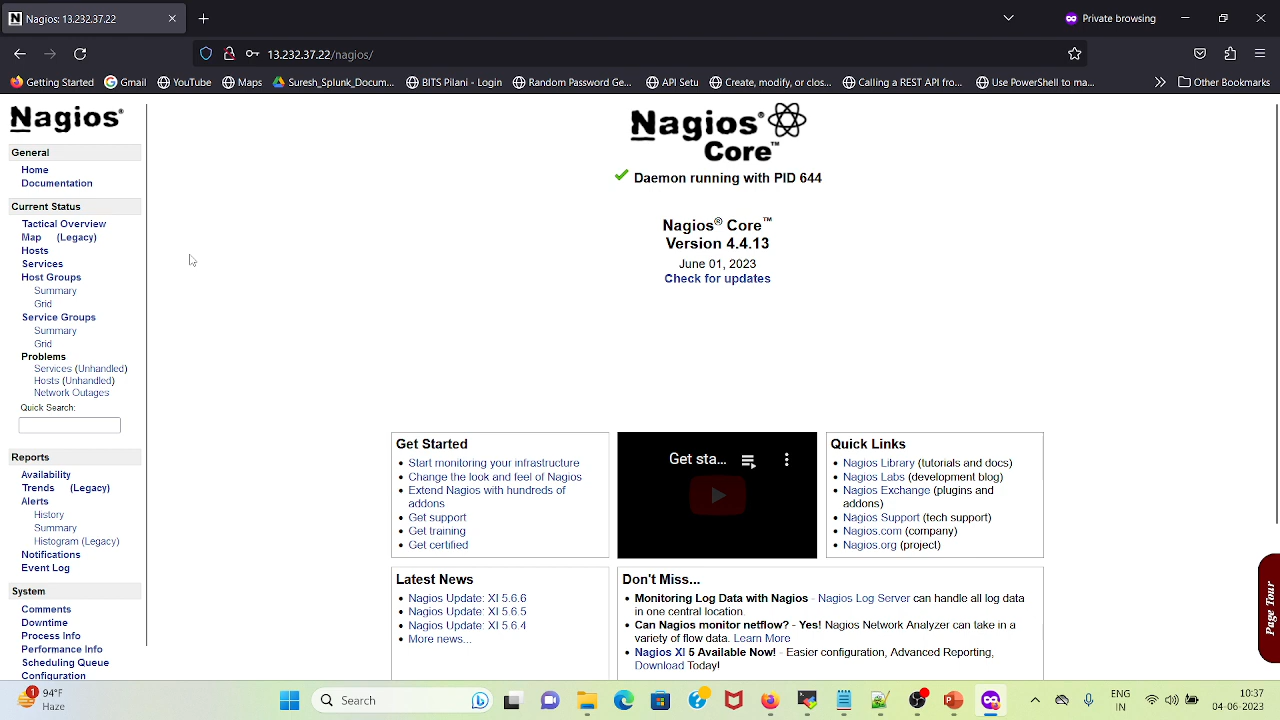 Nagios: 13.232.37.22
Private browsing
13.232.37.22/nagios/
Getting Started
Gmail
YouTube
Maps
Suresh_Splunk_Docum...
BITS Pilani - Login
Random Password Ge...
API Setu
Create, modify, or clos...
Calling a REST API fro...
Use PowerShell to ma...
Other Bookmarks
Nagios®
General
Home
Documentation
Current Status
Tactical Overview
Map (Legacy)
Hosts
Services
Host Groups
Summary
Grid
Service Groups
Summary
Grid
Problems
Services (Unhandled)
Hosts (Unhandled)
Network Outages
Quick Search:
Reports
Availability
Trends (Legacy)
Alerts
History
Summary
Histogram (Legacy)
Notifications
Event Log
System
Comments
Downtime
Process Info
Performance Info
Scheduling Queue
Configuration
Nagios®
Core™
Daemon running with PID 644
Nagios® Core™
Version 4.4.13
June 01, 2023
Check for updates
Get Started
Start monitoring your infrastructure
Change the look and feel of Nagios
Extend Nagios with hundreds of
addons
Get support
Get training
Get certified
Get sta...
Quick Links
Nagios Library (tutorials and docs)
Nagios Labs (development blog)
Nagios Exchange (plugins and
addons)
Nagios Support (tech support)
Nagios.com (company)
Nagios.org (project)
Latest News
Nagios Update: XI 5.6.6
Nagios Update: XI 5.6.5
Nagios Update: XI 5.6.4
More news...
Don't Miss...
Monitoring Log Data with Nagios - Nagios Log Server can handle all log data
in one central location.
Can Nagios monitor netflow? - Yes! Nagios Network Analyzer can take in a
variety of flow data. Learn More
Nagios XI 5 Available Now! - Easier configuration, Advanced Reporting,
Download Today!
Page Tour
1
94°F
Haze
Search
ENG
IN
10:37
04-06-2023